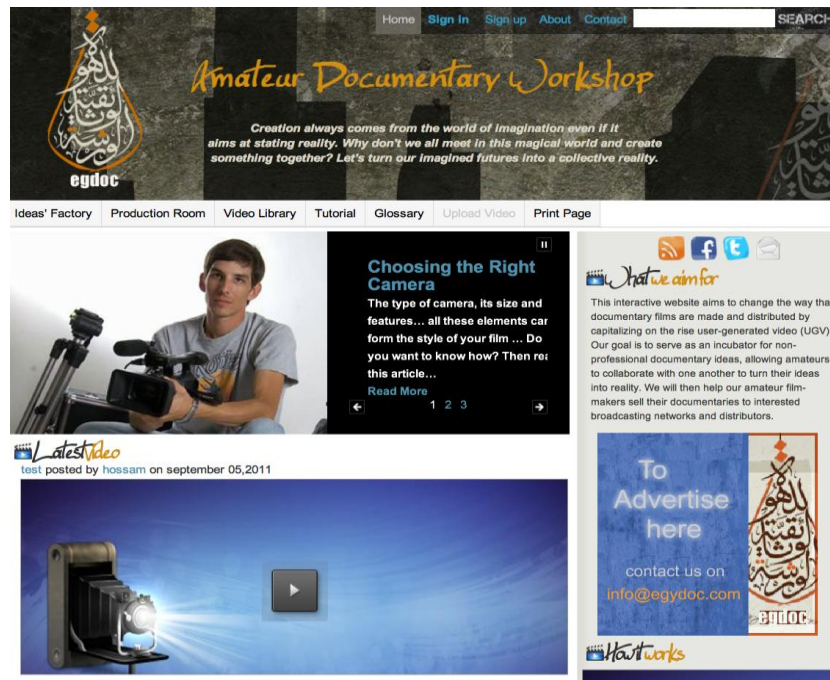 Home Sign In Sign up About Contact SEARCH
Amateur Documentary Workshop
Creation always comes from the world of imagination even if it
aims at stating reality. Why don't we all meet in this magical world and create
something together? Let's turn our imagined futures into a collective reality.
egdoc
Ideas' Factory Production Room Video Library Tutorial Glossary Upload Video Print Page
Choosing the Right
Camera
The type of camera, its size and
features... all these elements can
form the style of your film ... Do
you want to know how? Then rea
this article...
Read More
1 2 3
Latest Video
test posted by hossam on september 05,2011
What we aim for
This interactive website aims to change the way tha
documentary films are made and distributed by
capitalizing on the rise user-generated video (UGV)
Our goal is to serve as an incubator for non-
professional documentary ideas, allowing amateurs
to collaborate with one another to turn their ideas
into reality. We will then help our amateur film-
makers sell their documentaries to interested
broadcasting networks and distributors.
To
Advertise
here
contact us on
info@egydoc.com
egdoc
How it works